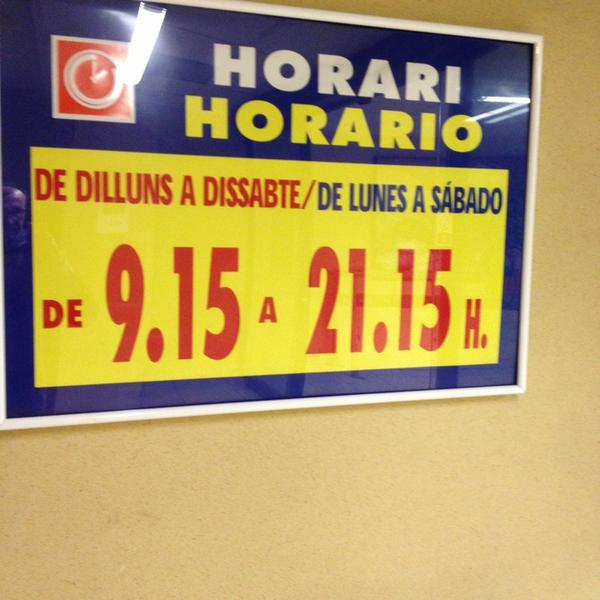 HORARI
HORARIO
DE DILLUNS A DISSABTE/DE LUNES A SÁBADO
DE 9.15 A 21.15 H.